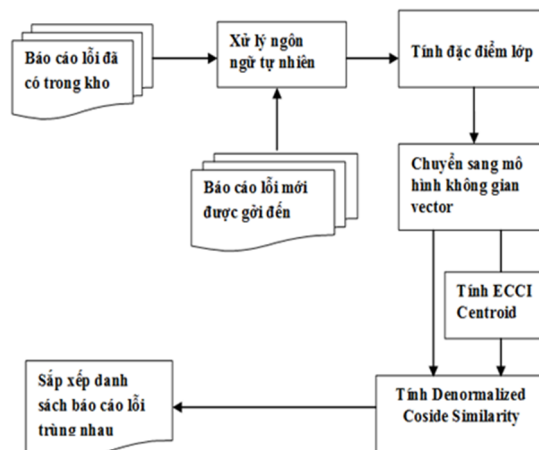 Báo cáo lỗi đã
có trong kho
Xử lý ngôn
ngữ tự nhiên
Tính đặc điểm lớp
Báo cáo lỗi mới
được gởi đến
Chuyển sang mô
hình không gian
vector
Tính ECCI
Centroid
Sắp xếp danh
sách báo cáo lỗi
trùng nhau
Tính Denormalized
Coside Similarity